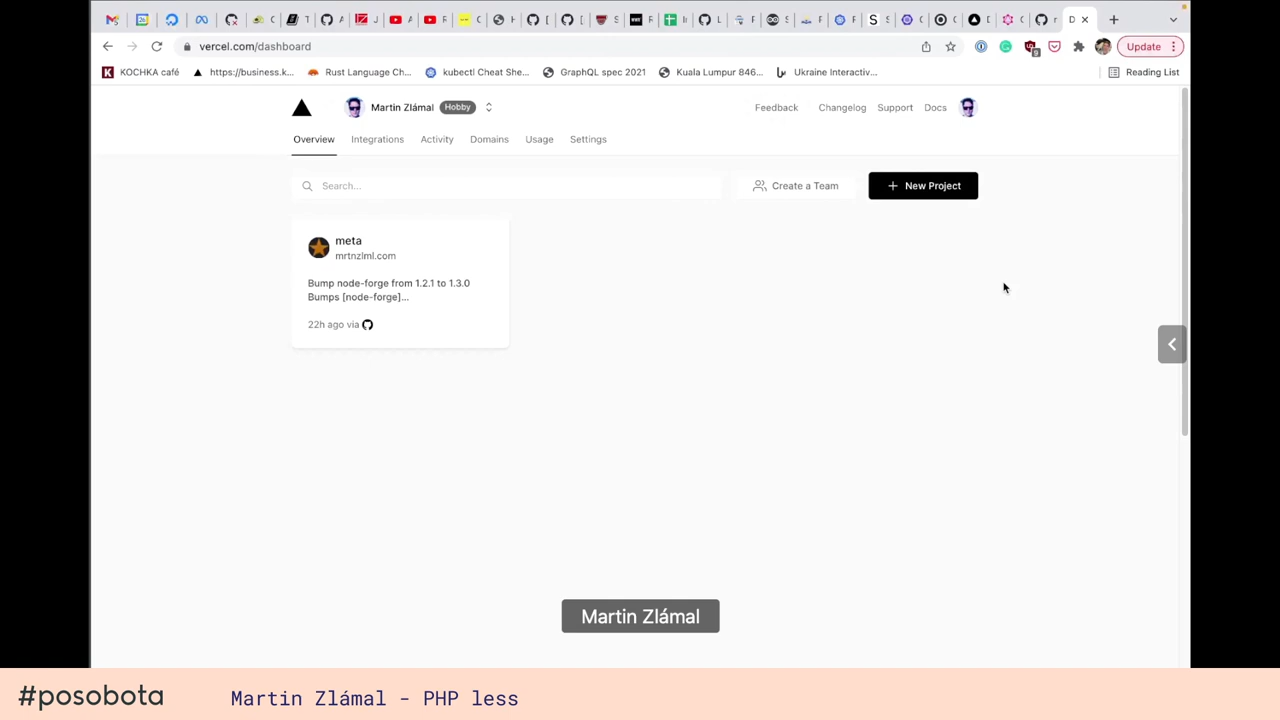 vercel.com/dashboard
Update
KOCHKA café
https://business.k...
Rust Language Ch...
kubectl Cheat She...
GraphQL spec 2021
Kuala Lumpur 846...
Ukraine Interactiv...
Reading List
Martin Zlámal Hobby
Feedback
Changelog
Support
Docs
Overview
Integrations
Activity
Domains
Usage
Settings
Search...
Create a Team
New Project
meta
mrtnzlml.com
Bump node-forge from 1.2.1 to 1.3.0
Bumps [node-forge]...
22h ago via
Martin Zlámal
#posobota
Martin Zlámal - PHP less